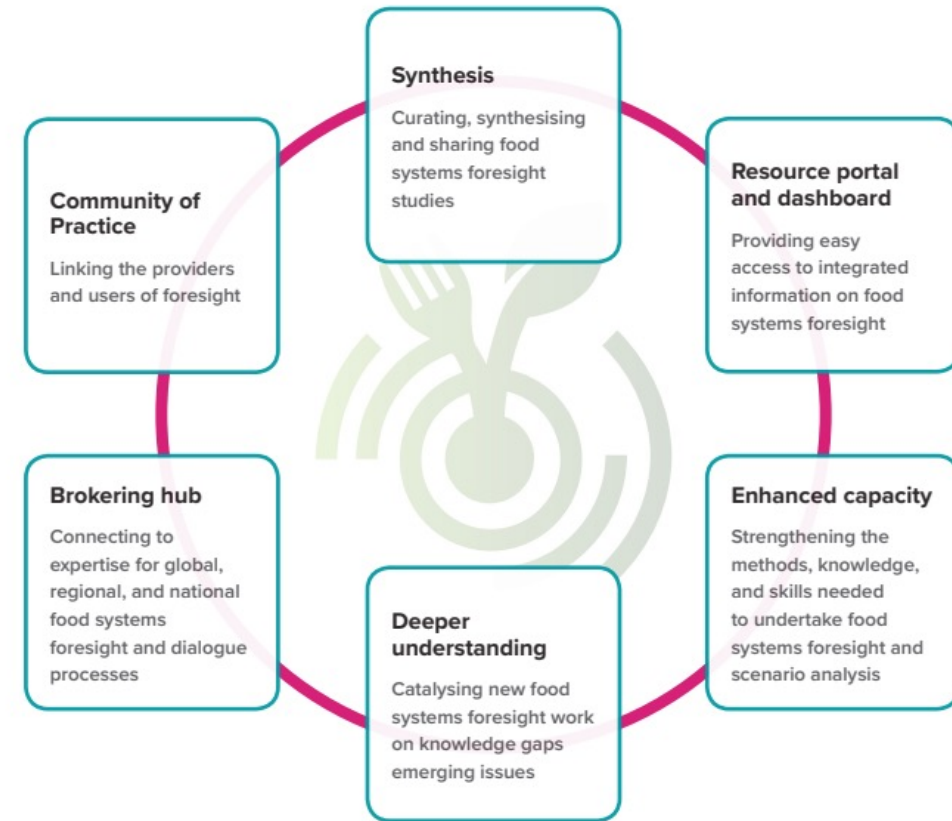 Synthesis
Curating, synthesising
and sharing food
systems foresight
studies
Resource portal
and dashboard
Providing easy
access to integrated
information on food
systems foresight
Enhanced capacity
Strengthening the
methods, knowledge,
and skills needed
to undertake food
systems foresight and
scenario analysis
Deeper
understanding
Catalysing new food
systems foresight work
on knowledge gaps
emerging issues
Brokering hub
Connecting to
expertise for global,
regional, and national
food systems
foresight and dialogue
processes
Community of
Practice
Linking the providers
and users of foresight